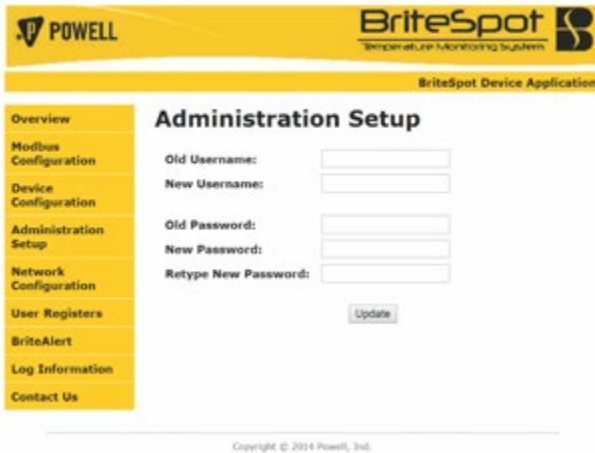 POWELL
BriteSpot
Temperature Monitoring System
BriteSpot Device Application
Overview
Modbus
Configuration
Device
Configuration
Administration
Setup
Network
Configuration
User Registers
BriteAlert
Log Information
Contact Us
Administration Setup
Old Username:
New Username:
Old Password:
New Password:
Retype New Password:
Update
Copyright © 2014 Powell, Ind.